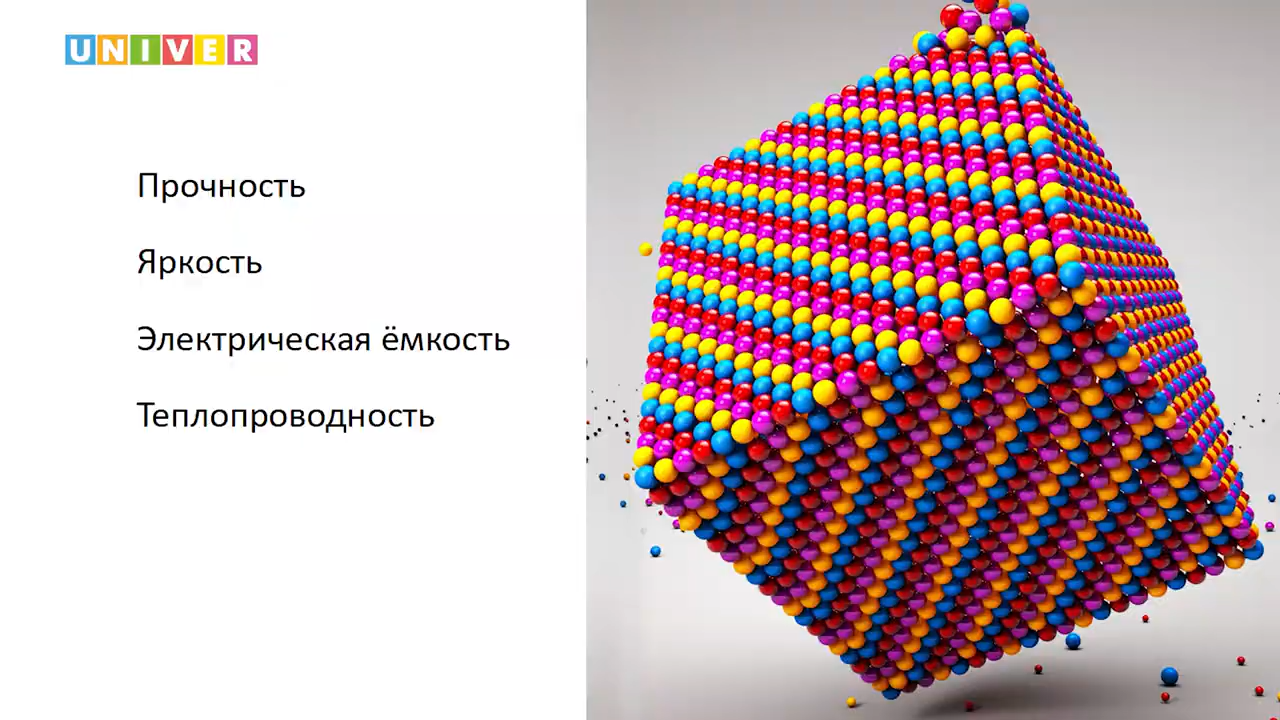 UNIVER
Прочность
Яркость
Электрическая ёмкость
Теплопроводность